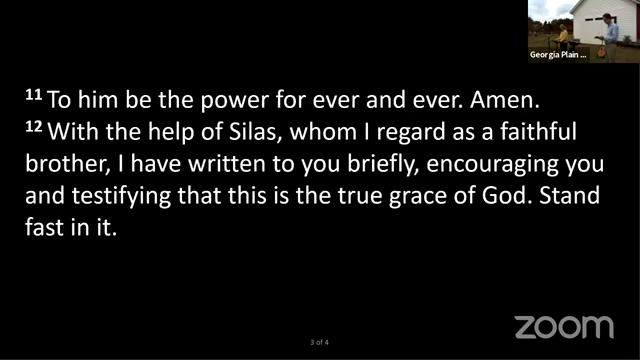 Georgia Plain ...
11 To him be the power for ever and ever. Amen.
12 With the help of Silas, whom I regard as a faithful
brother, I have written to you briefly, encouraging you
and testifying that this is the true grace of God. Stand
fast in it.
zoom
3 of 4